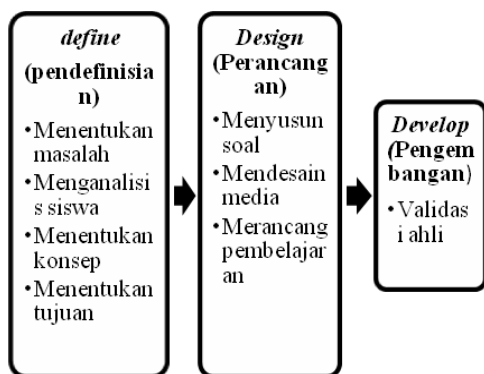 define
(pendefinisia
n)
•Menentukan
masalah
•Menganalisi
s siswa
•Menentukan
konsep
•Menentukan
tujuan
Design
(Perancang
an)
•Menyusun
soal
•Mendesain
media
•Merancang
pembelajar
an
Develop
(Pengem
bangan)
•Validas
i ahli